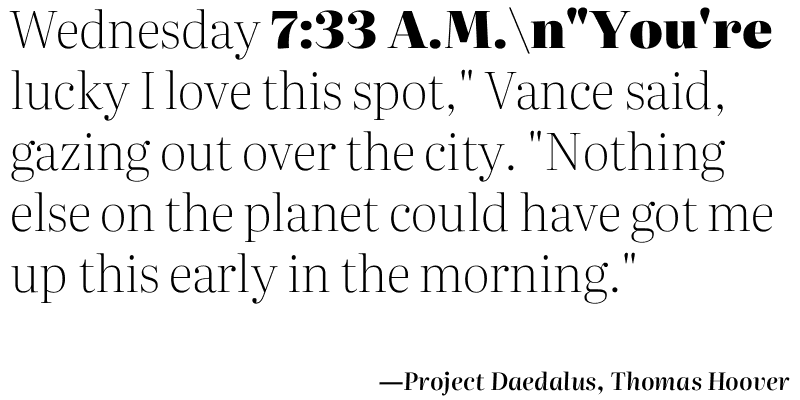 Wednesday 7:33 A.M.\n"You're
lucky I love this spot," Vance said,
gazing out over the city. "Nothing
else on the planet could have got me
up this early in the morning."
—Project Daedalus, Thomas Hoover